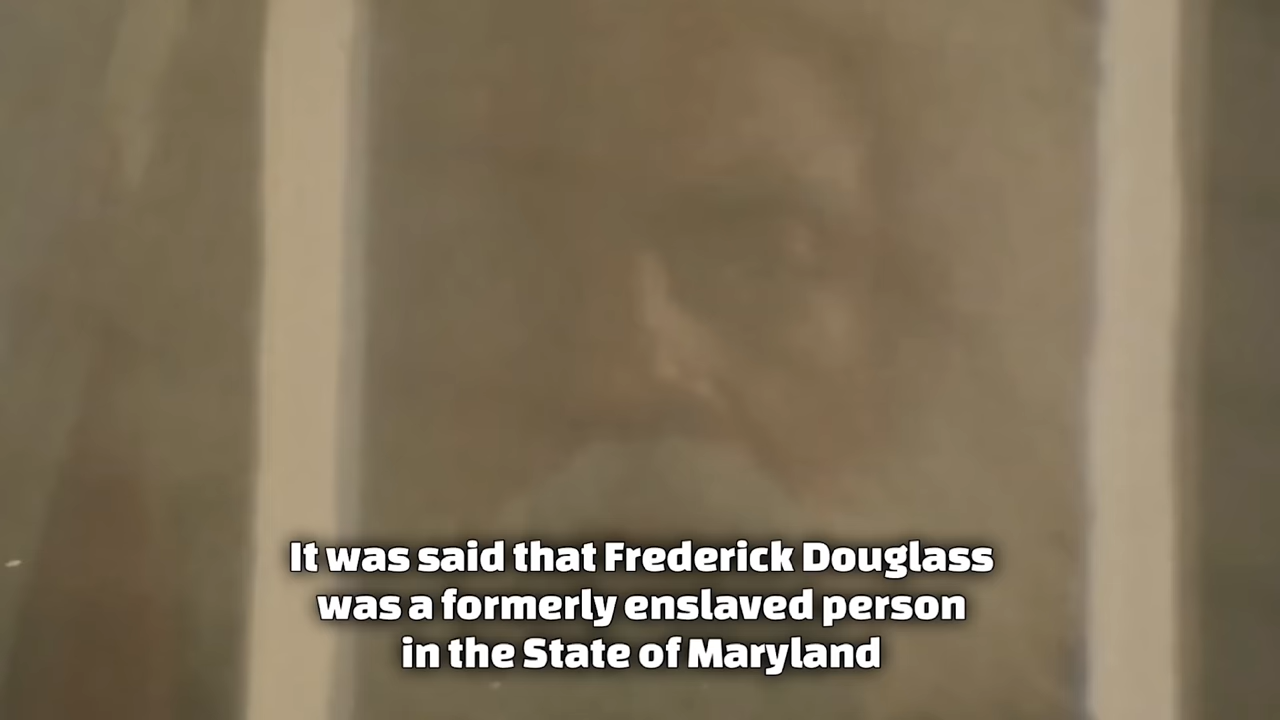 It was said that Frederick Douglass
was a formerly enslaved person
in the State of Maryland